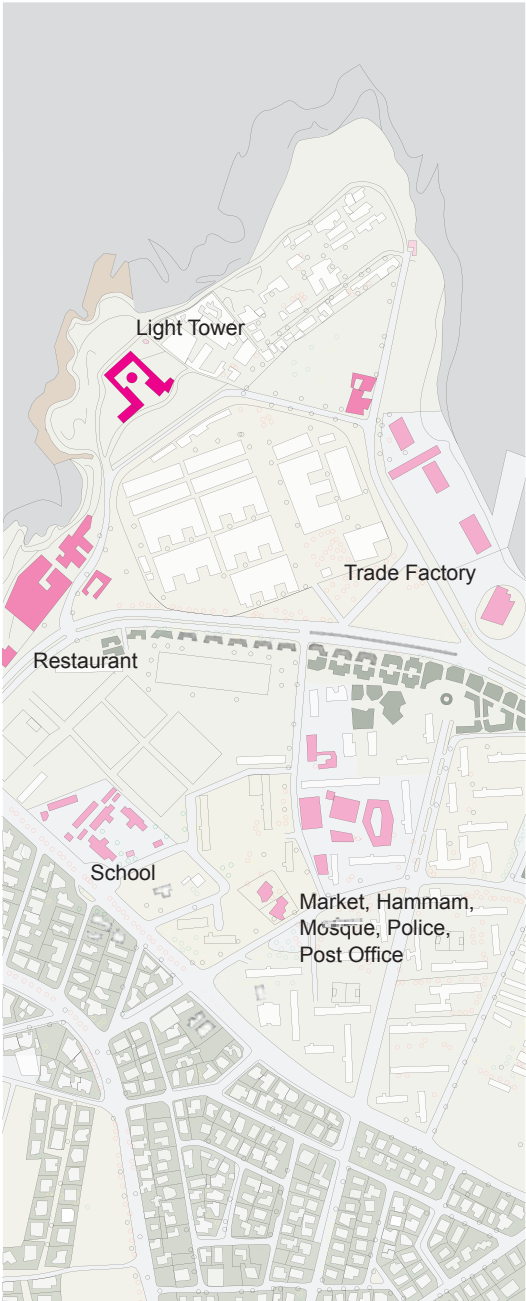 Light Tower
Trade Factory
Restaurant
School
Market, Hammam,
Mosque, Police,
Post Office